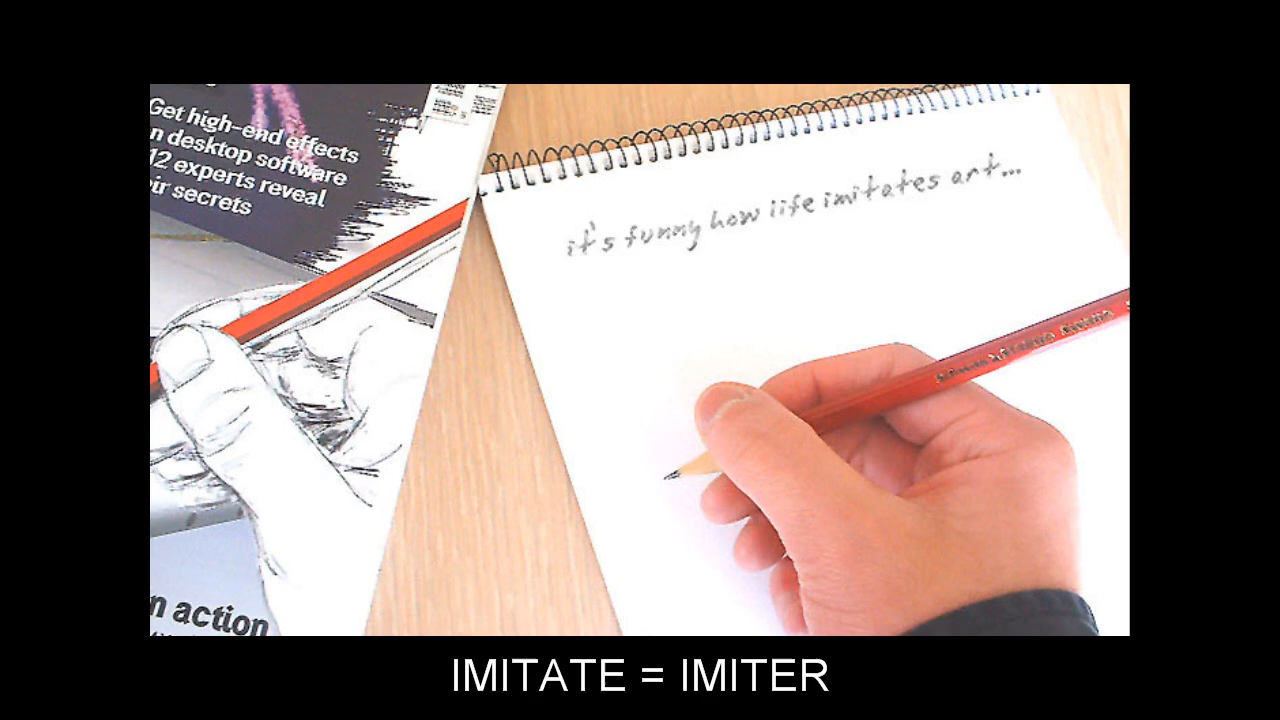 Get high-end effects
n desktop software
12 experts reveal
ir secrets
it's funny how life imitates art...
n action
IMITATE = IMITER